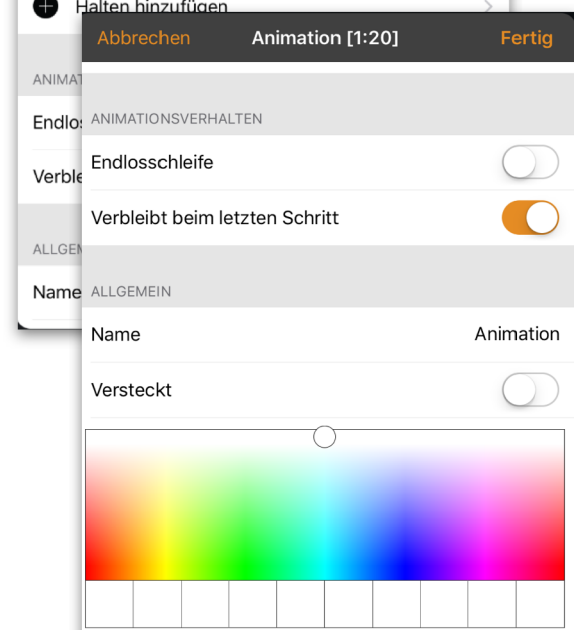 Halten hinzufügen
Abbrechen Animation [1:20] Fertig
ANIMAT
ANIMATIONSVERHALTEN
Endlos
Endlosschleife
Verble
Verbleibt beim letzten Schritt
ALLGEM
ALLGEMEIN
Name
Name Animation
Versteckt